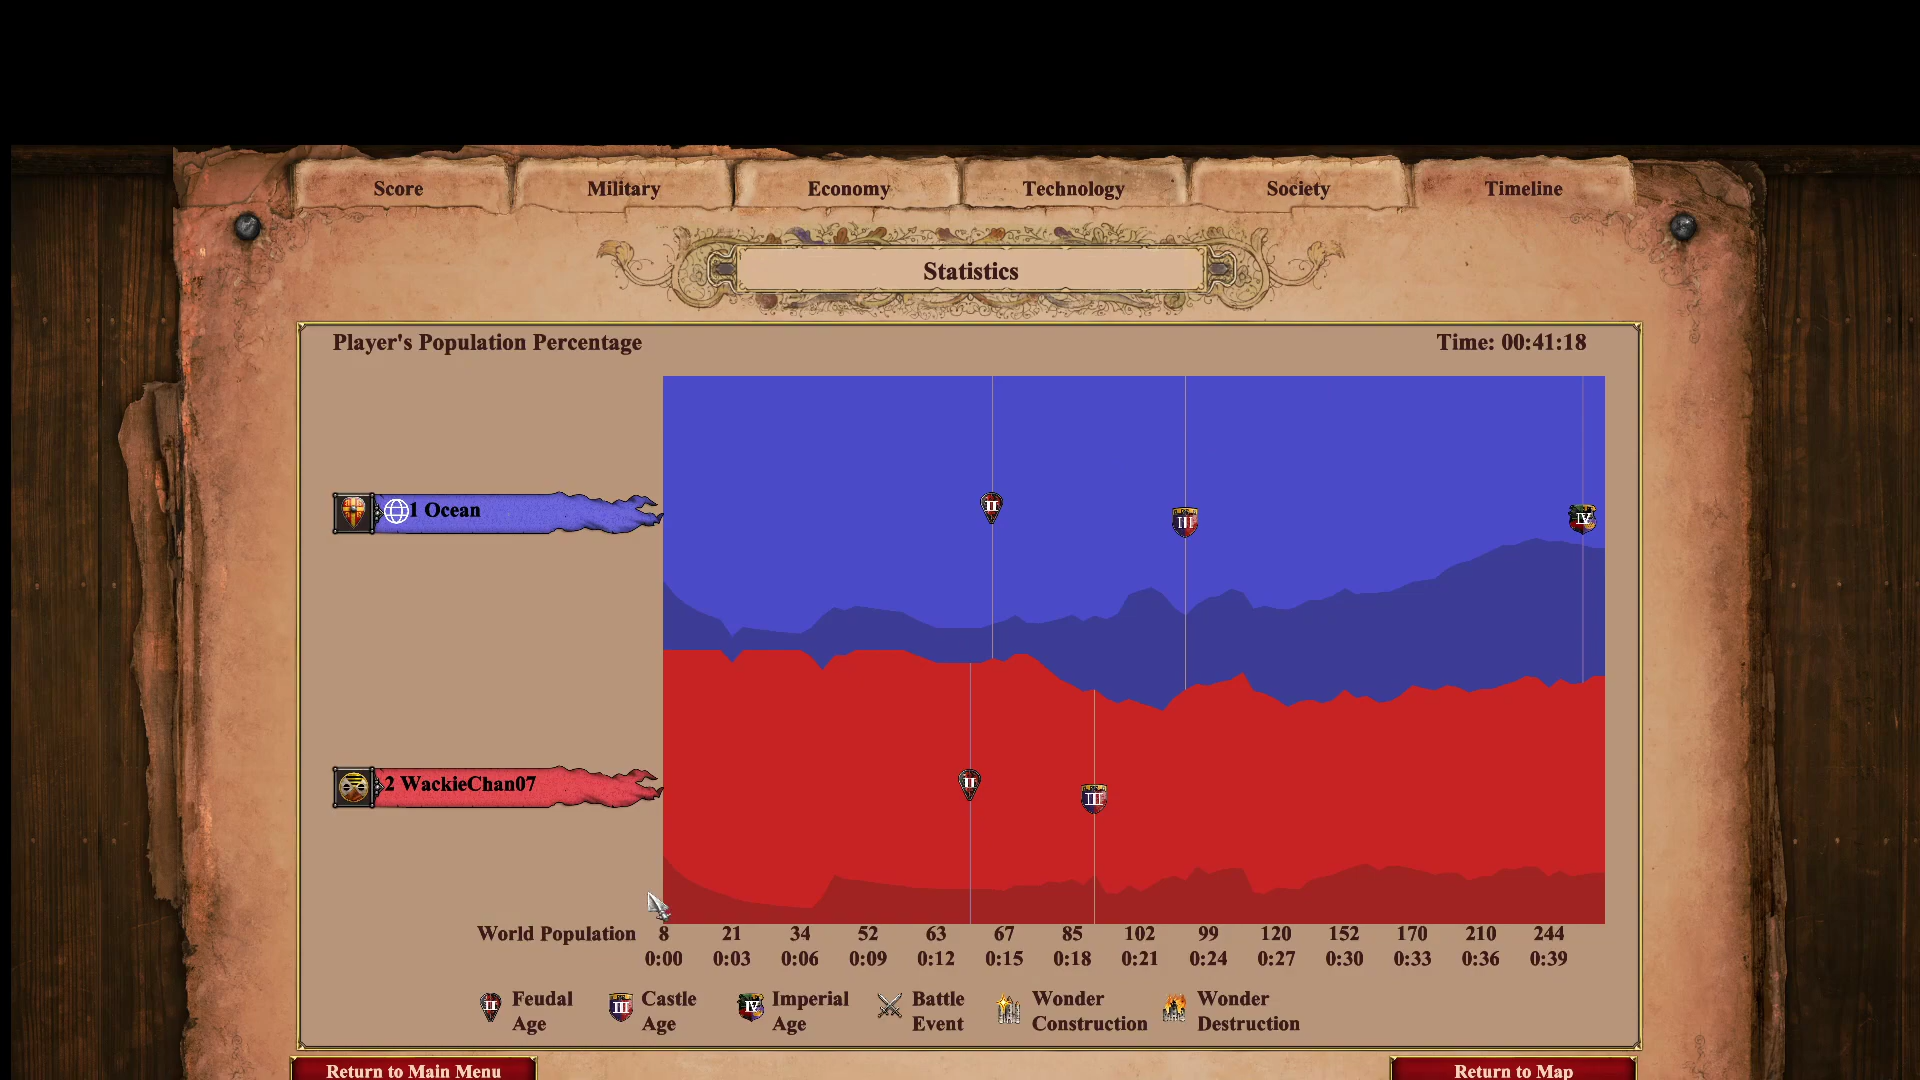 Score Military Economy Technology Society Timeline
Statistics
Player's Population Percentage Time: 00:41:18
1 Ocean
II III IV
2 WackieChan07
II III
World Population 8 21 34 52 63 67 85 102 99 120 152 170 210 244
0:00 0:03 0:06 0:09 0:12 0:15 0:18 0:21 0:24 0:27 0:30 0:33 0:36 0:39
II Feudal Age
III Castle Age
IV Imperial Age
Battle Event
Wonder Construction
Wonder Destruction
Return to Main Menu Return to Map